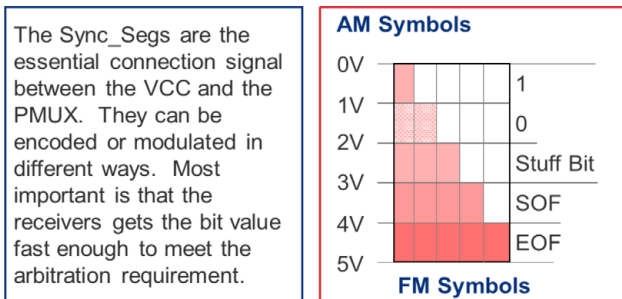 The Sync_Segs are the
essential connection signal
between the VCC and the
PMUX.  They can be
encoded or modulated in
different ways.  Most
important is that the
receivers gets the bit value
fast enough to meet the
arbitration requirement.
AM Symbols
0V
1
1V
0
2V
Stuff Bit
3V
SOF
4V
EOF
5V
FM Symbols